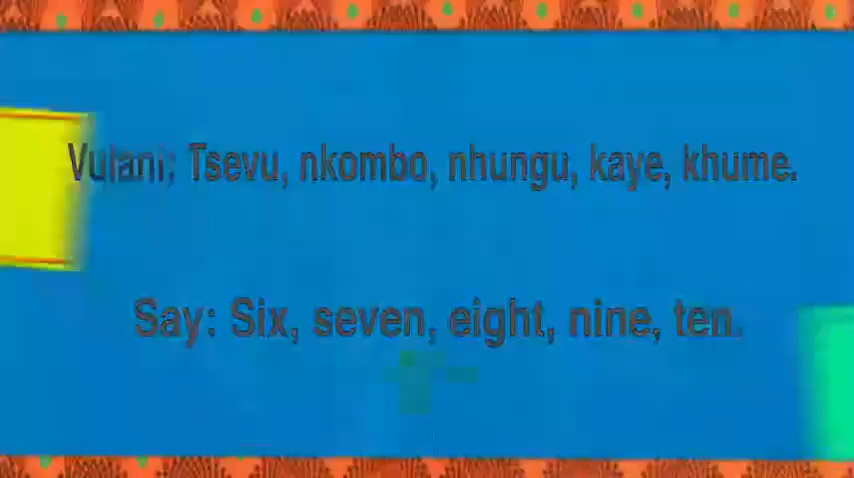 Vulani: Tsevu, nkombo, nhungu, kaye, khume.
Say: Six, seven, eight, nine, ten.